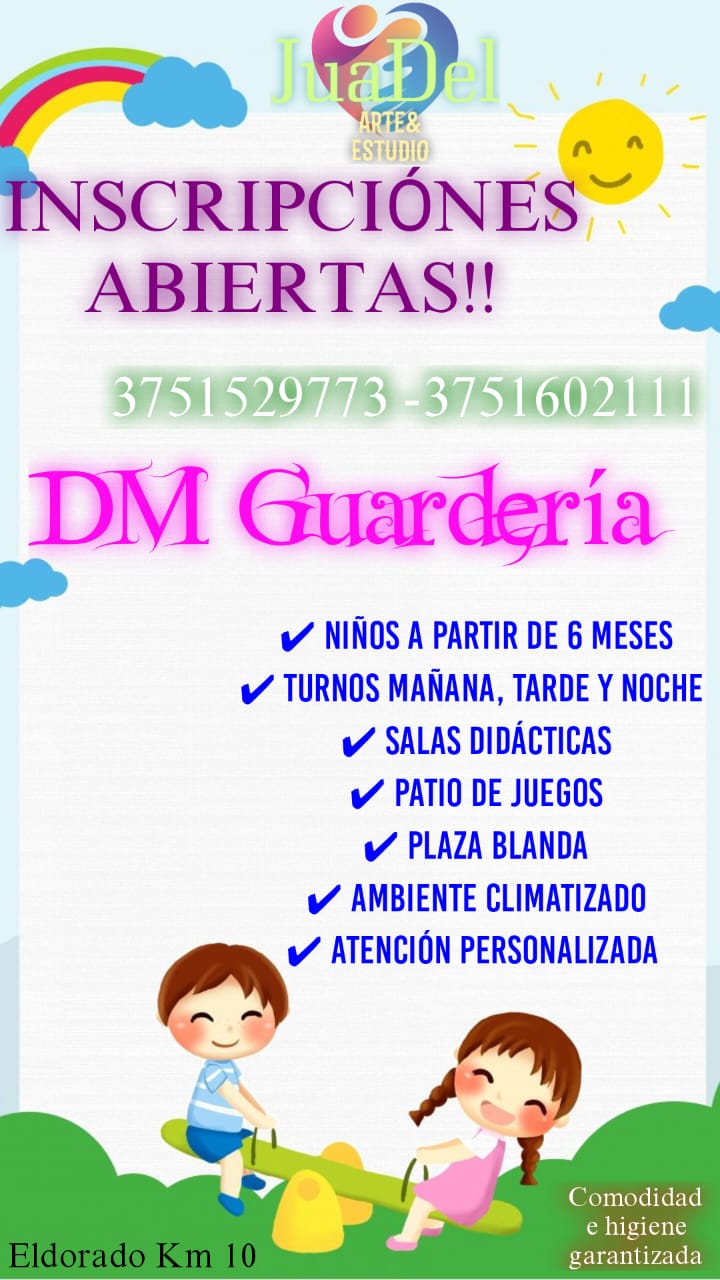 JuaDel
ARTE&
ESTUDIO
INSCRIPCIÓNES
ABIERTAS!!
3751529773 -3751602111
DM Guardería
✔ NIÑOS A PARTIR DE 6 MESES
✔ TURNOS MAÑANA, TARDE Y NOCHE
✔ SALAS DIDÁCTICAS
✔ PATIO DE JUEGOS
✔ PLAZA BLANDA
✔ AMBIENTE CLIMATIZADO
✔ ATENCIÓN PERSONALIZADA
Comodidad
e higiene
garantizada
Eldorado Km 10